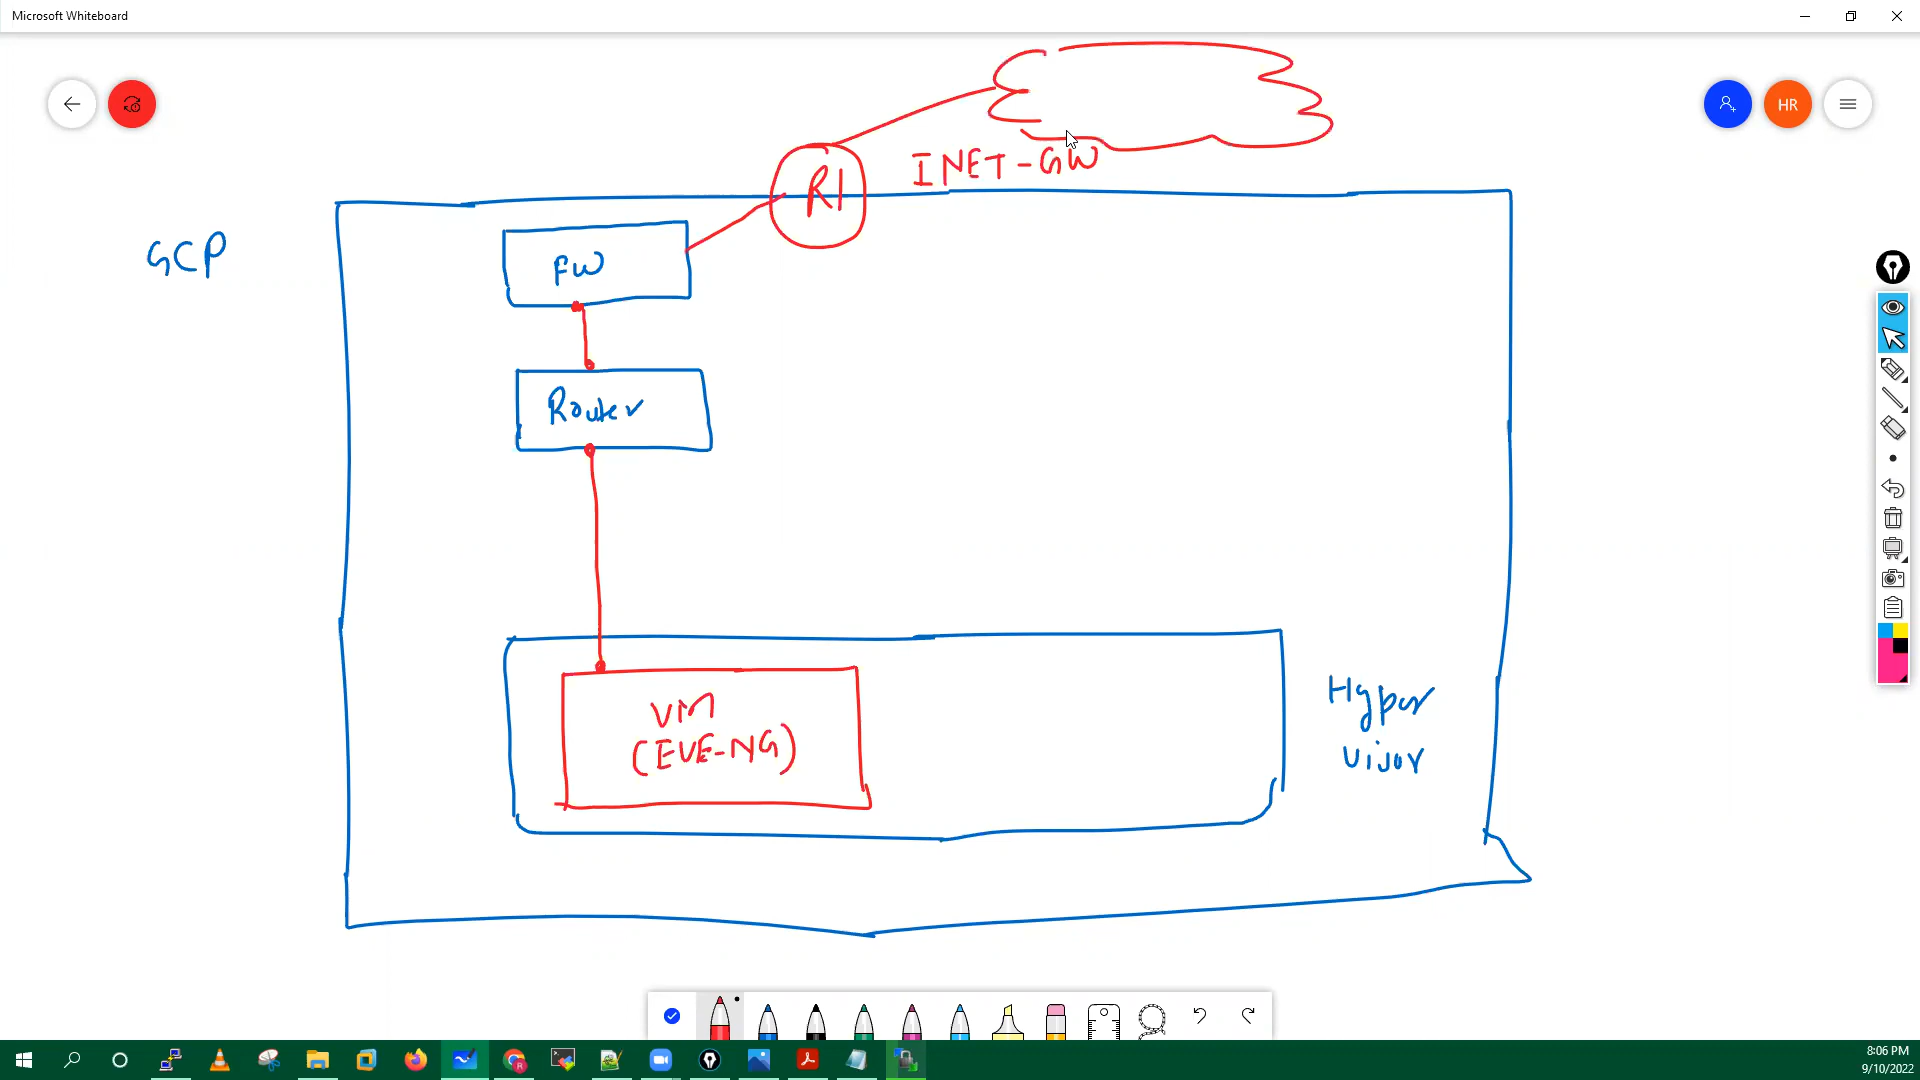 Microsoft Whiteboard
HR
R1
INET-GW
GCP
FW
Router
VM
(EVE-NG)
Hyper
Visor
8:06 PM
9/10/2022